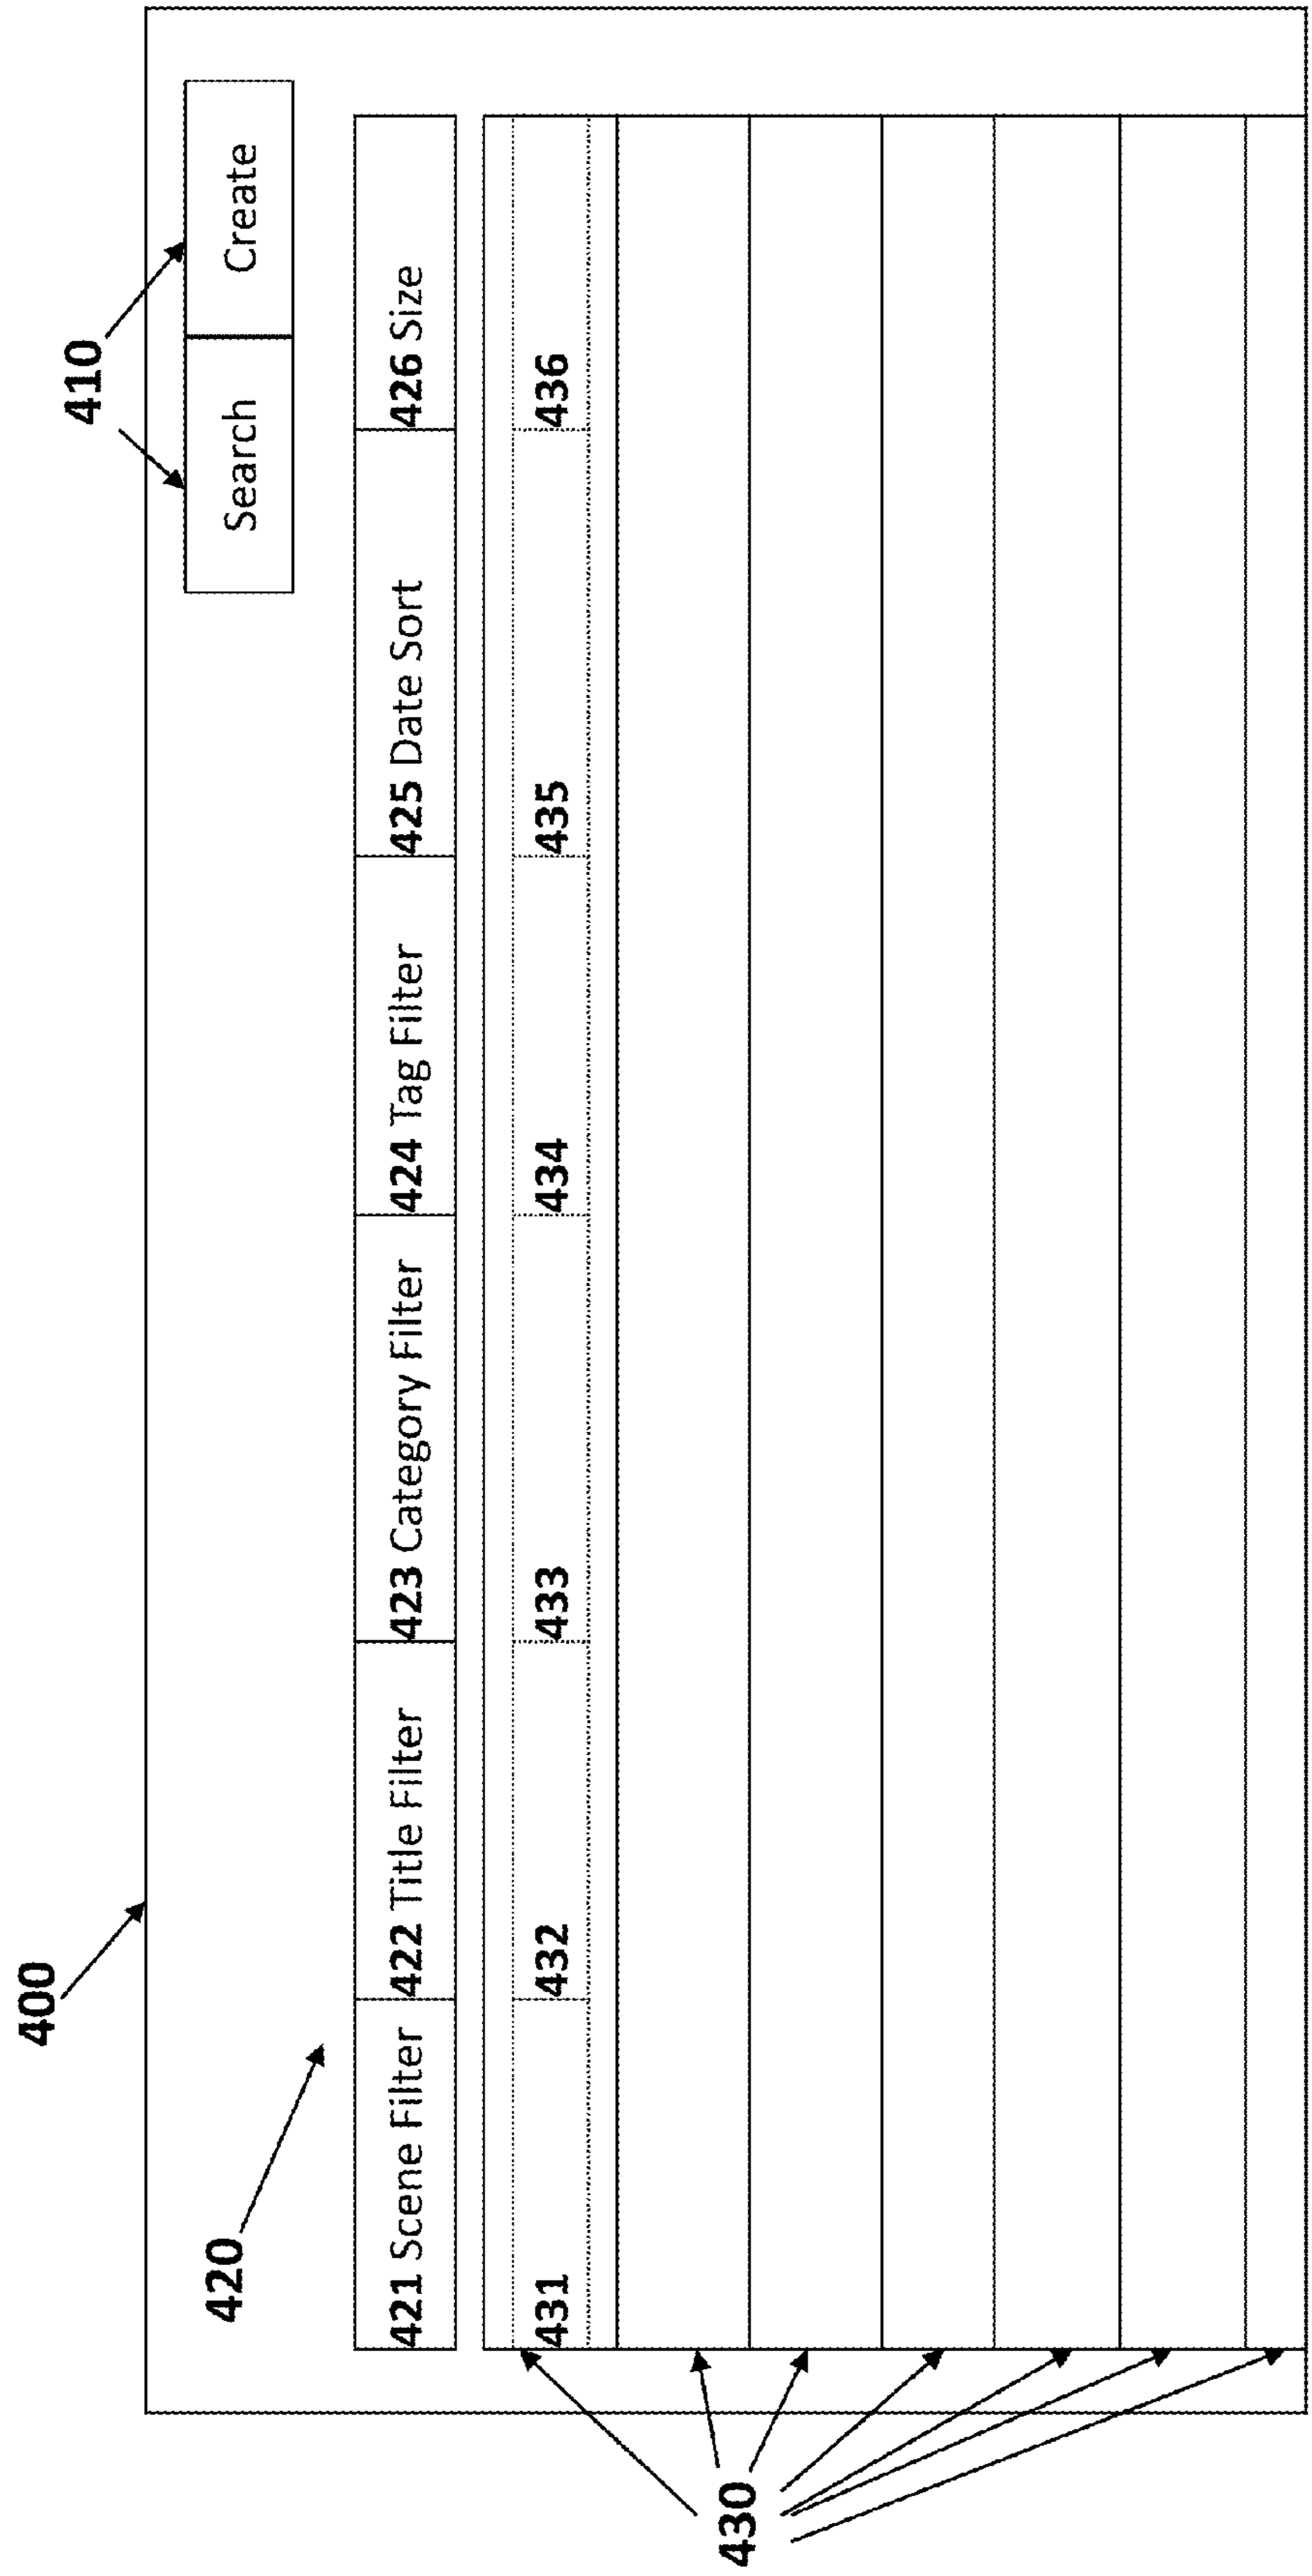 400
410
Search Create
420
421 Scene Filter 422 Title Filter 423 Category Filter 424 Tag Filter 425 Date Sort 426 Size
431 432 433 434 435 436
430